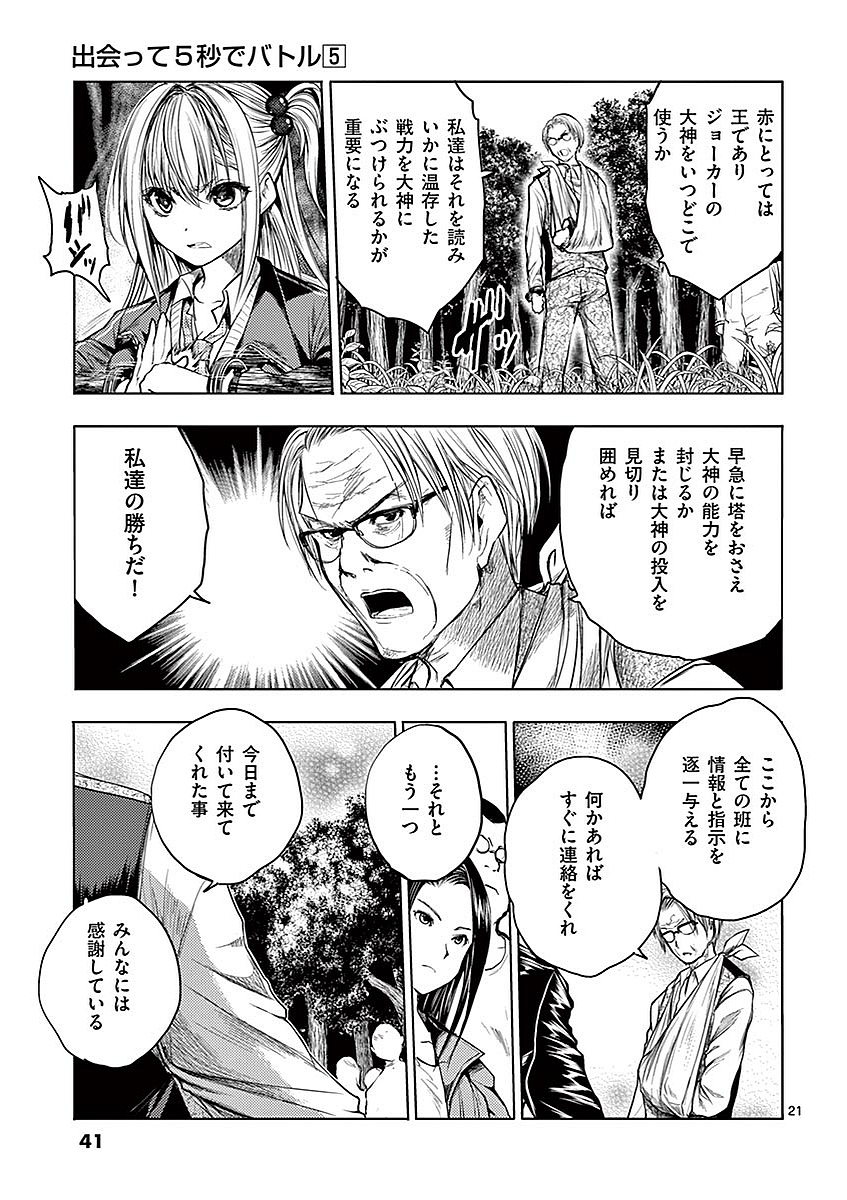 出会って5秒でバトル5
赤にとっては
王であり
ジョーカーの
大神をいつどこで
使うか
私達はそれを読み
いかに温存した
戦力を大神に
ぶつけられるかが
重要になる
ザッ
早急に塔をおさえ
大神の能力を
封じるか
または大神の投入を
見切り
囲めれば
私達の勝ちだ！
ここから
全ての班に
情報と指示を
逐一与える
何かあれば
すぐに連絡をくれ
…それと
もう一つ
今日まで
付いて来て
くれた事
みんなには
感謝している
21
41